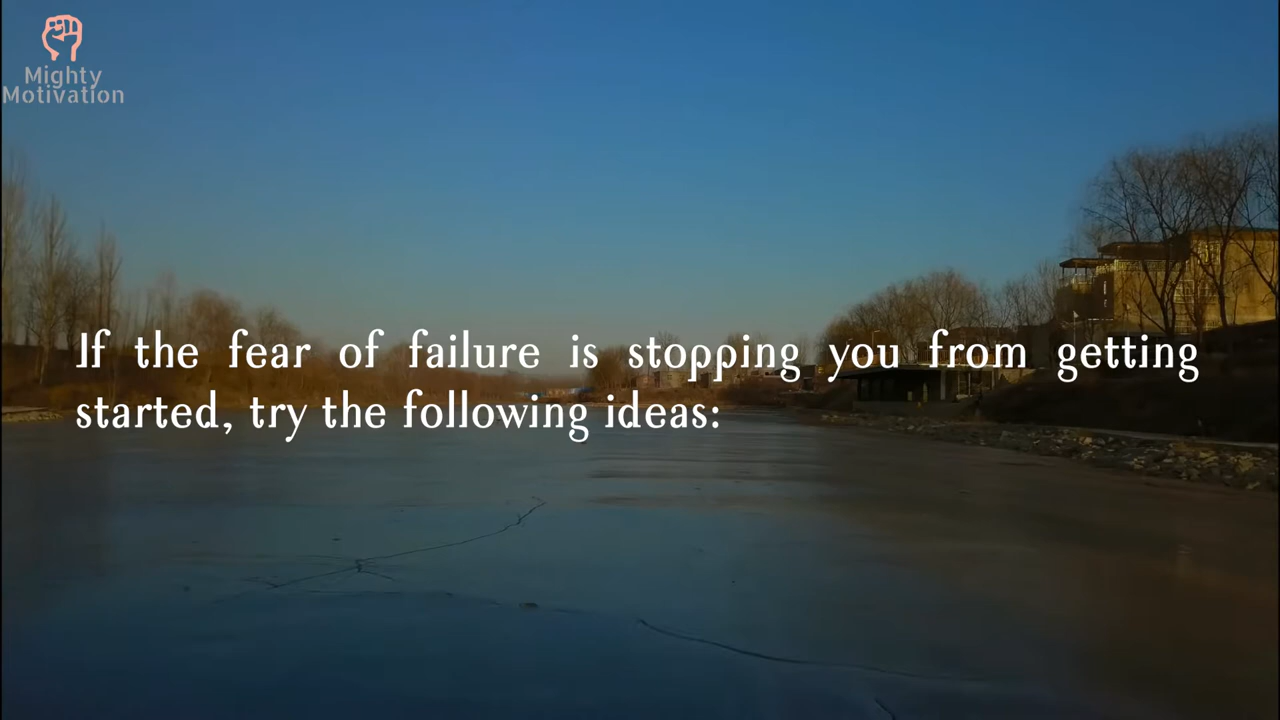 Mighty
Motivation
If the fear of failure is stopping you from getting
started, try the following ideas: